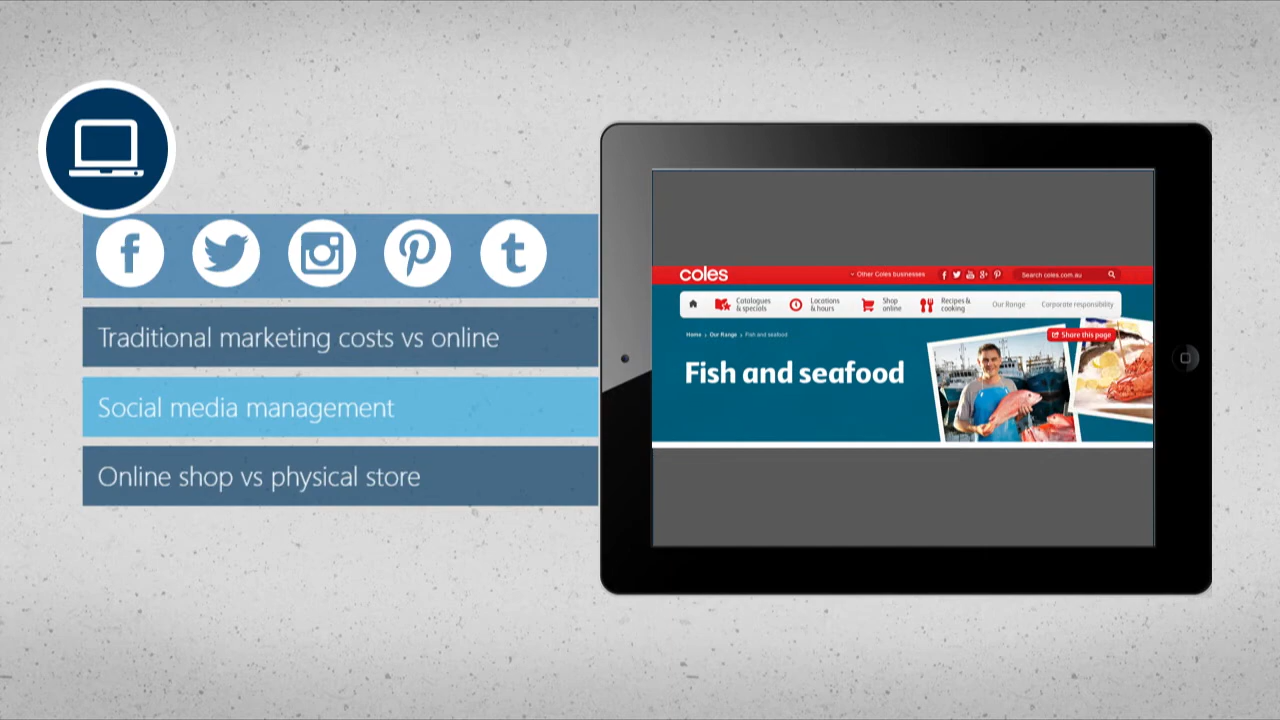 Traditional marketing costs vs online
Social media management
Online shop vs physical store
coles
Other Coles businesses
Search coles.com.au
Catalogues
& specials
Locations
& hours
Shop
online
Recipes &
cooking
Our Range
Corporate responsibility
Home > Our Range > Fish and seafood
Share this page
Fish and seafood